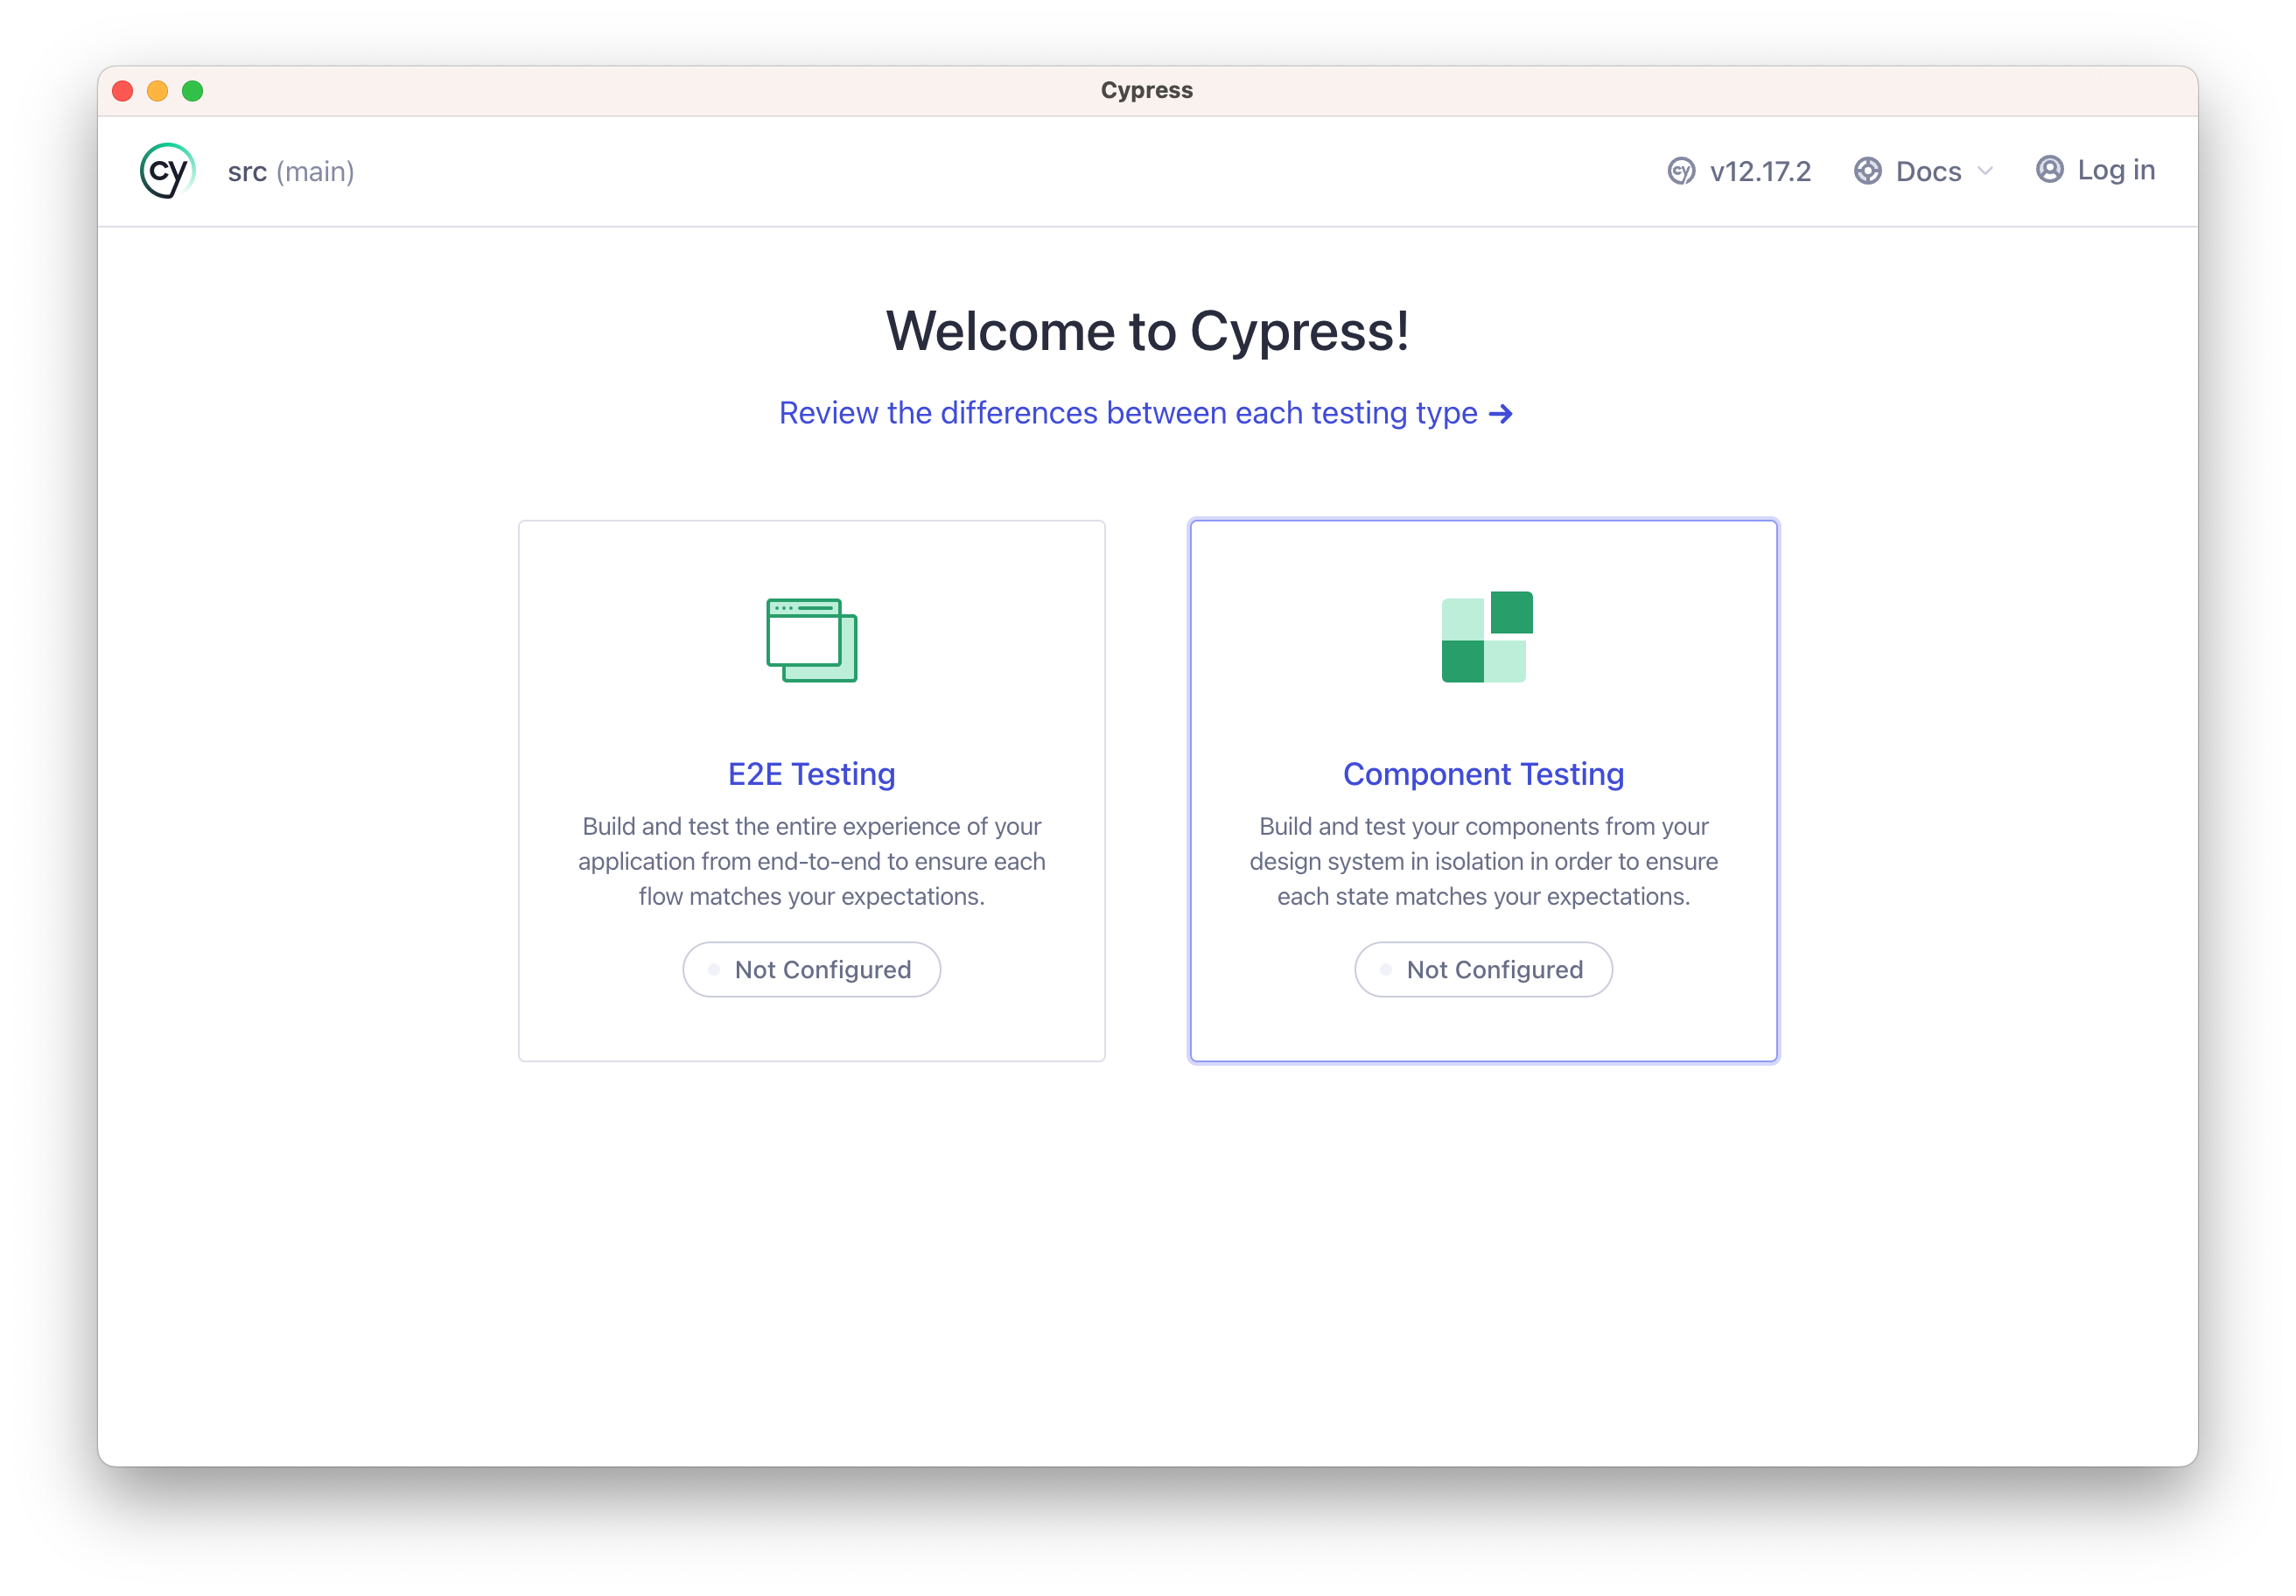 Cypress
cy src (main)
cy v12.17.2 Docs Log in
Welcome to Cypress!
Review the differences between each testing type →
E2E Testing
Build and test the entire experience of your
application from end-to-end to ensure each
flow matches your expectations.
Not Configured
Component Testing
Build and test your components from your
design system in isolation in order to ensure
each state matches your expectations.
Not Configured